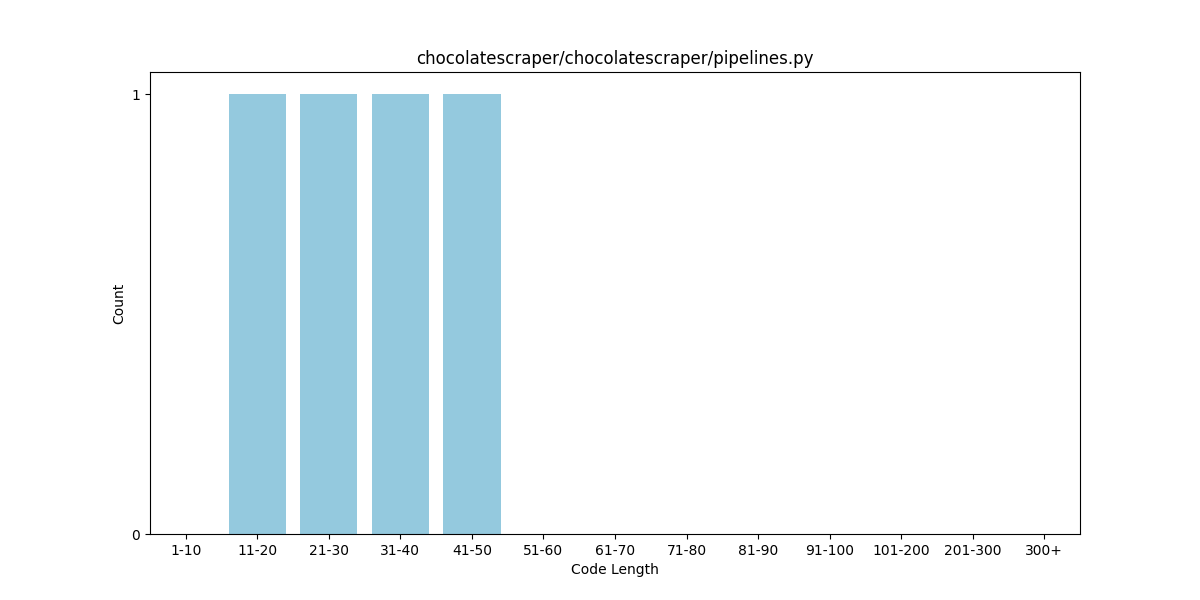 chocolatescraper/chocolatescraper/pipelines.py
1
Count
0
1-10 11-20 21-30 31-40 41-50 51-60 61-70 71-80 81-90 91-100 101-200 201-300 300+
Code Length